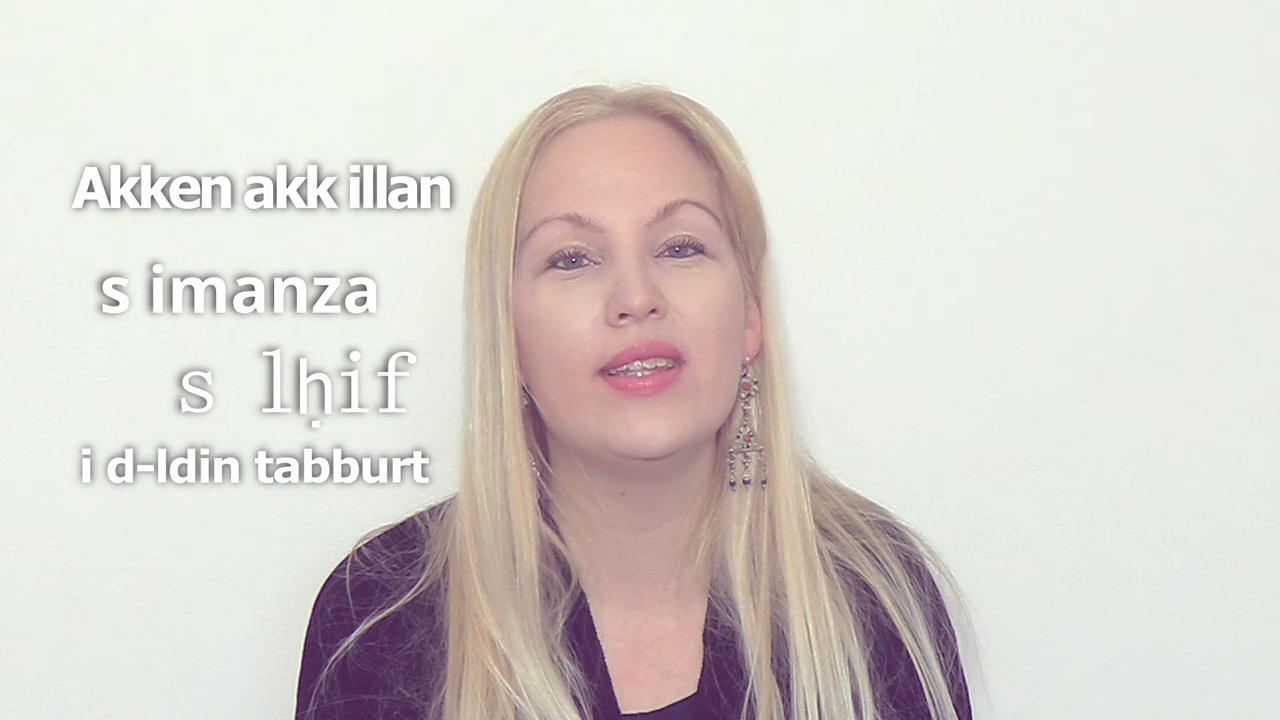 Akken akk illan
s imanza
s lḥif
i d-ldin tabburt